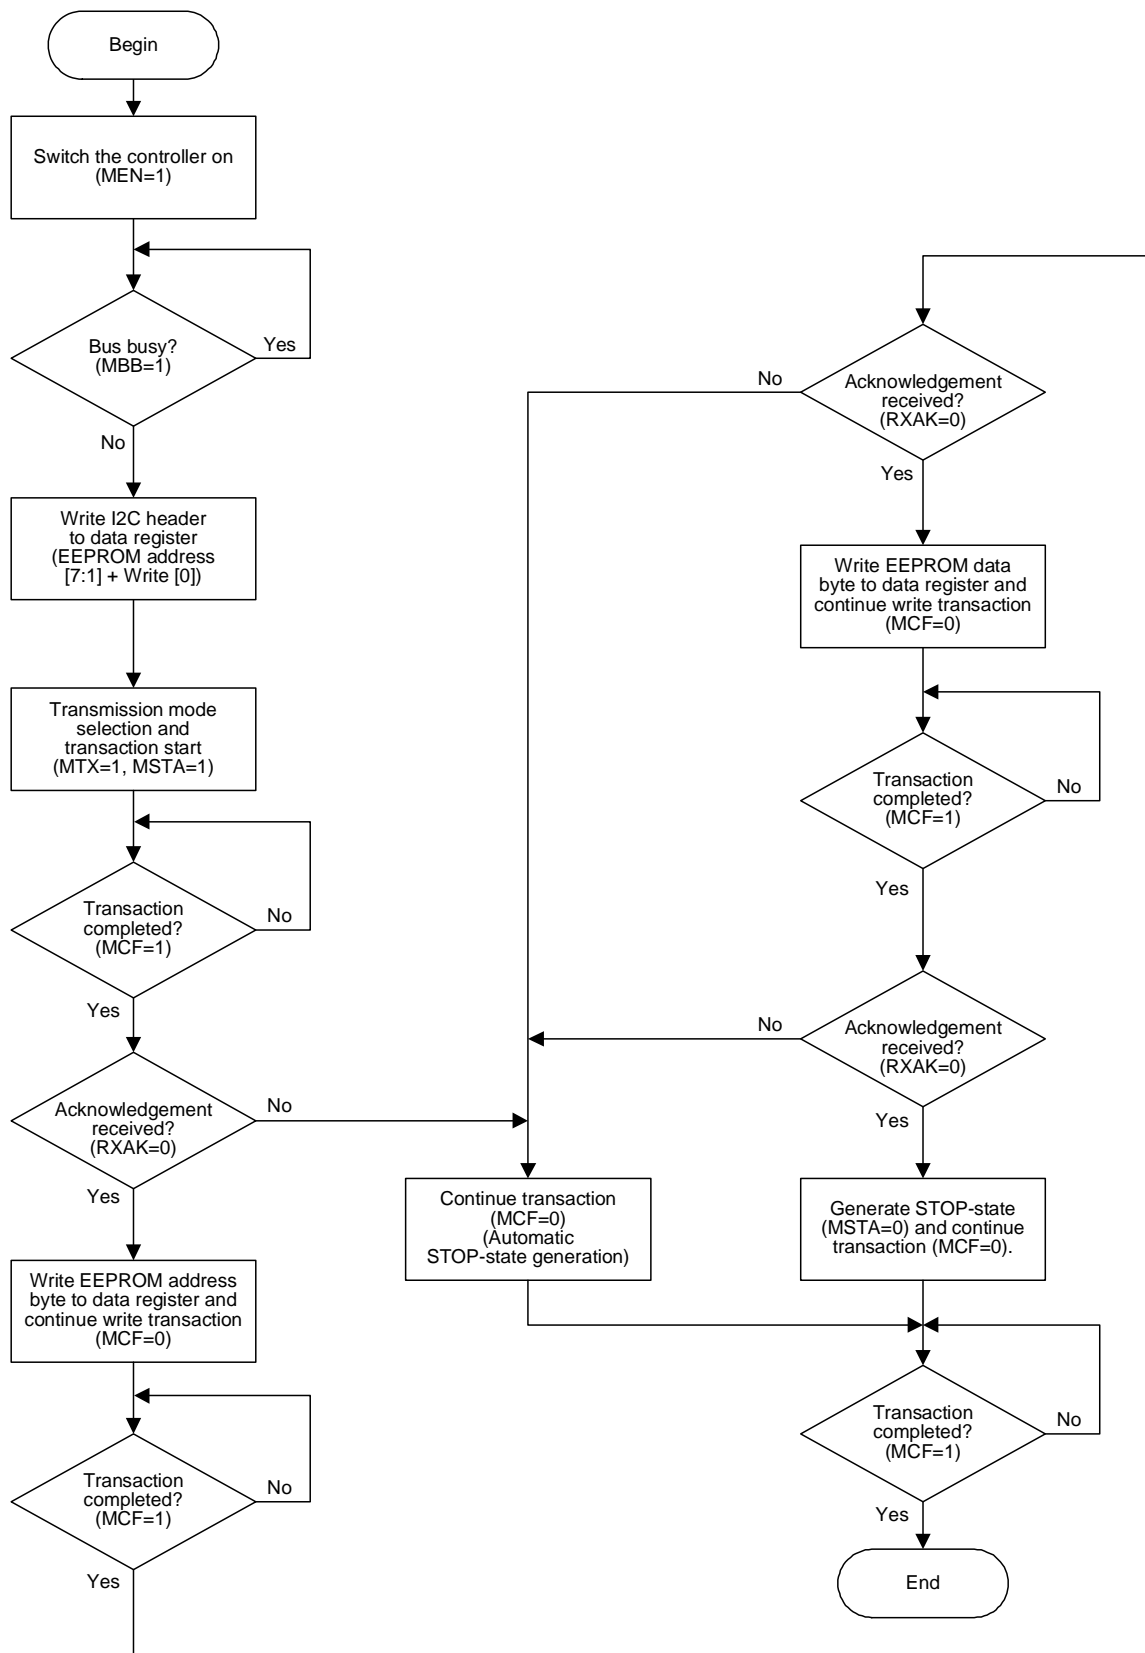 Begin
Switch the controller on
(MEN=1)
Bus busy?
(MBB=1)
Yes
No
Write I2C header
to data register
(EEPROM address
[7:1] + Write [0])
Transmission mode
selection and
transaction start
(MTX=1, MSTA=1)
Transaction
completed?
(MCF=1)
No
Yes
Acknowledgement
received?
(RXAK=0)
No
Yes
Write EEPROM address
byte to data register and
continue write transaction
(MCF=0)
Transaction
completed?
(MCF=1)
No
Yes
Continue transaction
(MCF=0)
(Automatic
STOP-state generation)
No
Acknowledgement
received?
(RXAK=0)
Yes
Write EEPROM data
byte to data register and
continue write transaction
(MCF=0)
Transaction
completed?
(MCF=1)
No
Yes
No
Acknowledgement
received?
(RXAK=0)
Yes
Generate STOP-state
(MSTA=0) and continue
transaction (MCF=0).
Transaction
completed?
(MCF=1)
No
Yes
End